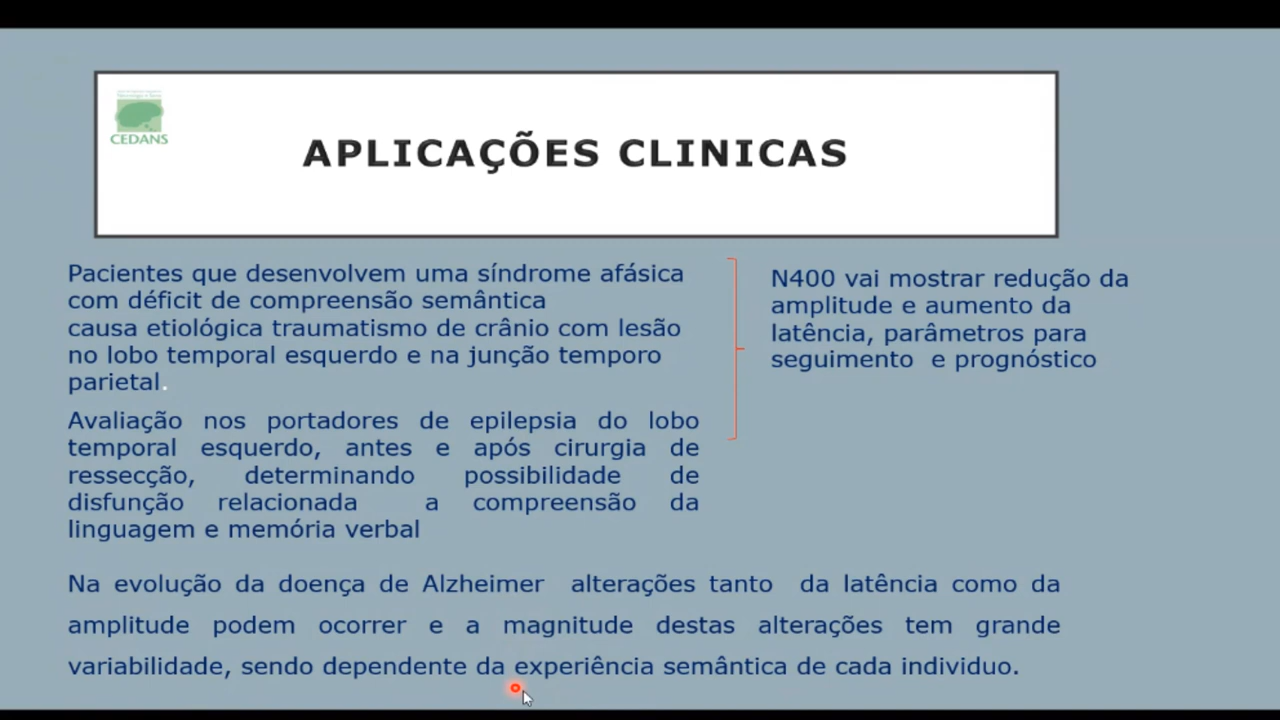 CEDANS
APLICAÇÕES CLINICAS
Pacientes que desenvolvem uma síndrome afásica
com déficit de compreensão semântica
causa etiológica traumatismo de crânio com lesão
no lobo temporal esquerdo e na junção temporo
parietal.
Avaliação nos portadores de epilepsia do lobo
temporal esquerdo, antes e após cirurgia de
ressecção, determinando possibilidade de
disfunção relacionada a compreensão da
linguagem e memória verbal
N400 vai mostrar redução da
amplitude e aumento da
latência, parâmetros para
seguimento e prognóstico
Na evolução da doença de Alzheimer alterações tanto da latência como da
amplitude podem ocorrer e a magnitude destas alterações tem grande
variabilidade, sendo dependente da experiência semântica de cada individuo.